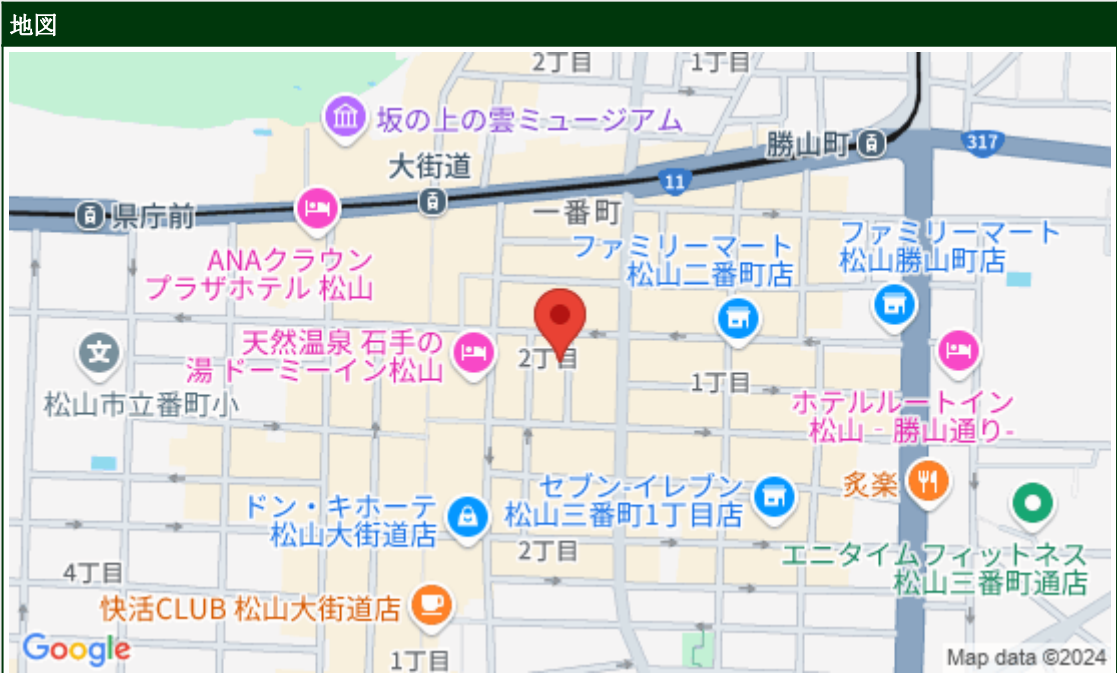 地図
2丁目
1丁目
坂の上の雲ミュージアム
勝山町
317
大街道
11
県庁前
一番町
ANAクラウン
プラザホテル 松山
ファミリーマート
松山二番町店
ファミリーマート
松山勝山町店
天然温泉 石手の
湯 ドーミーイン松山
2丁目
1丁目
文
松山市立番町小
ホテルルートイン
松山 - 勝山通り-
炙楽
ドン・キホーテ
松山大街道店
セブン-イレブン
松山三番町1丁目店
2丁目
エニタイムフィットネス
松山三番町通店
4丁目
快活CLUB 松山大街道店
1丁目
Google
Map data ©2024